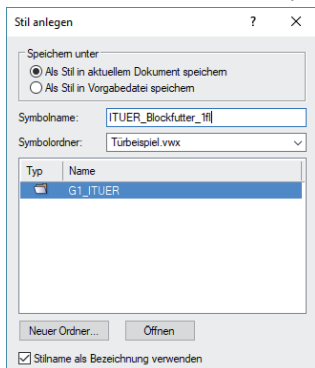 Stil anlegen ? ×
Speichern unter
Als Stil in aktuellem Dokument speichern
Als Stil in Vorgabedatei speichern
Symbolname: ITUER_Blockfutter_1fl
Symbolordner: Türbeispiel.vwx
Typ Name
G1_ITUER
Neuer Ordner... Öffnen
Stilname als Bezeichnung verwenden